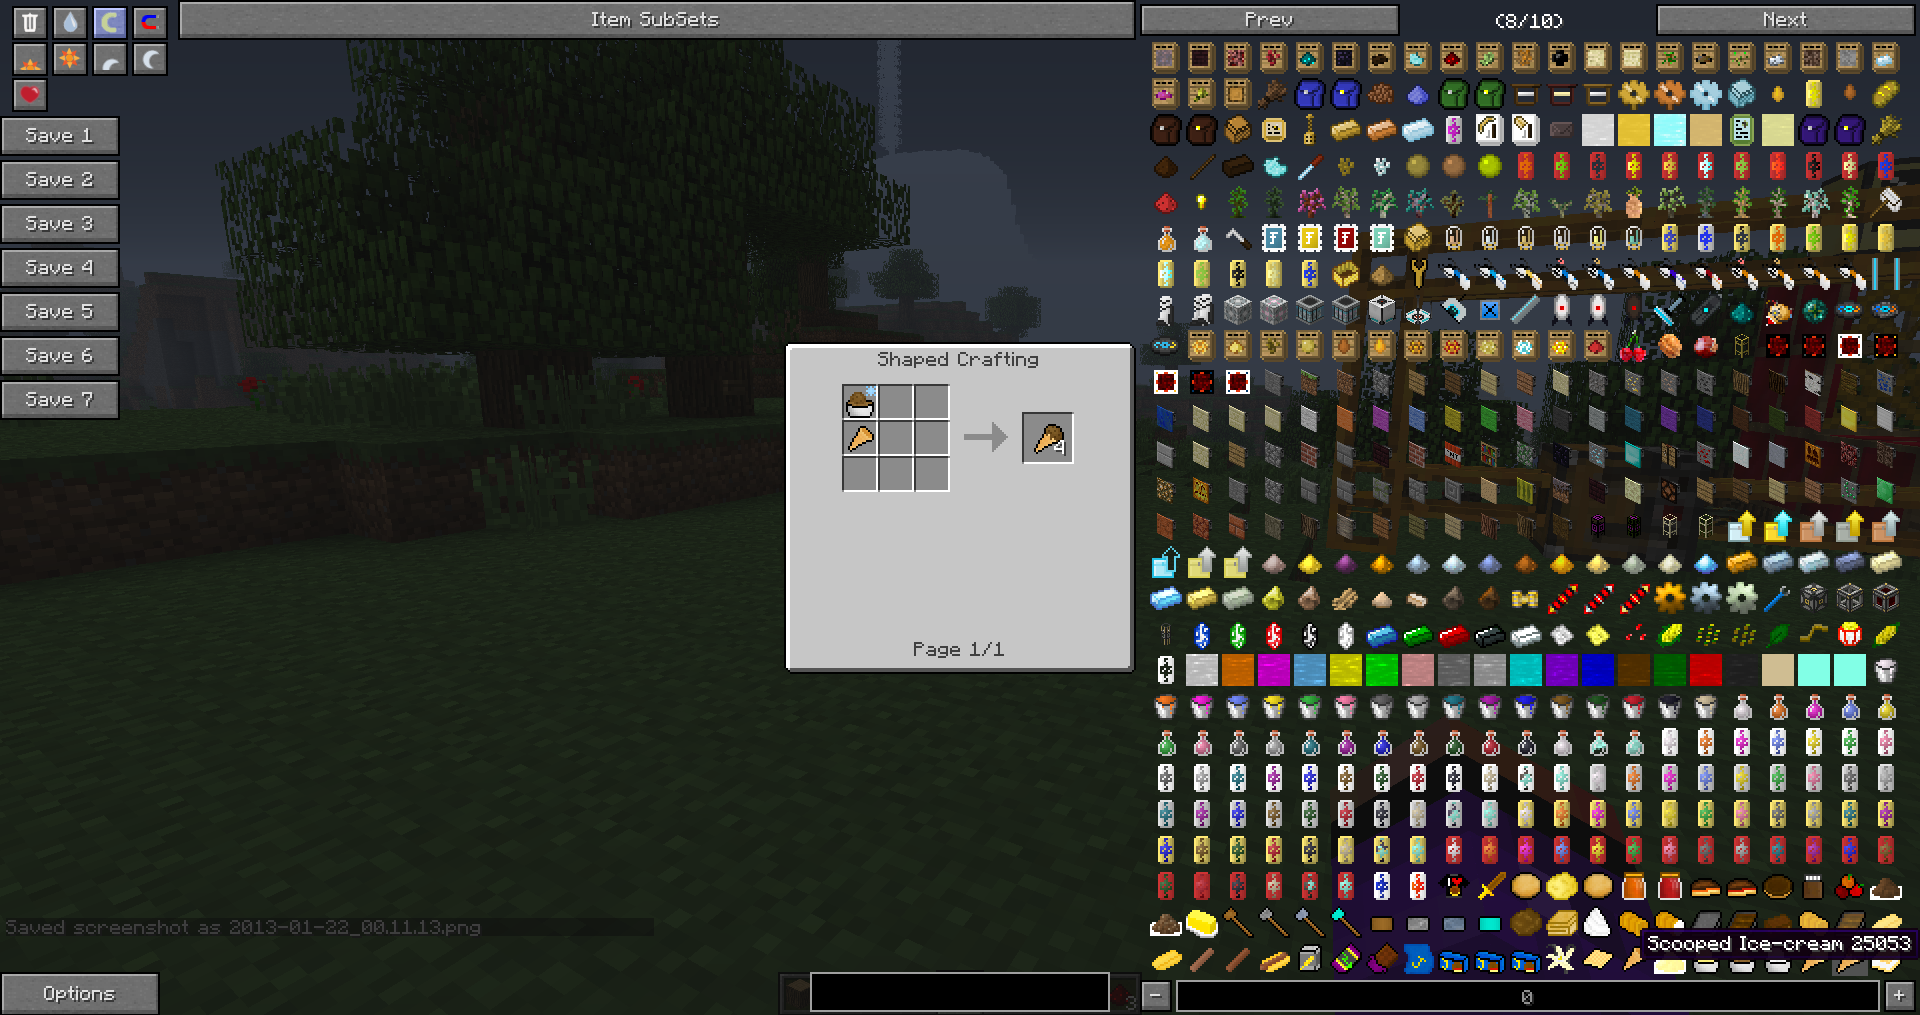 Item SubSets
Prev
(8/10)
Next
Save 1
Save 2
Save 3
Save 4
Save 5
Save 6
Save 7
Shaped Crafting
4
Page 1/1
Saved screenshot as 2013-01-22_00.11.13.png
Scooped Ice-cream 25053
Options
3
-
0
+